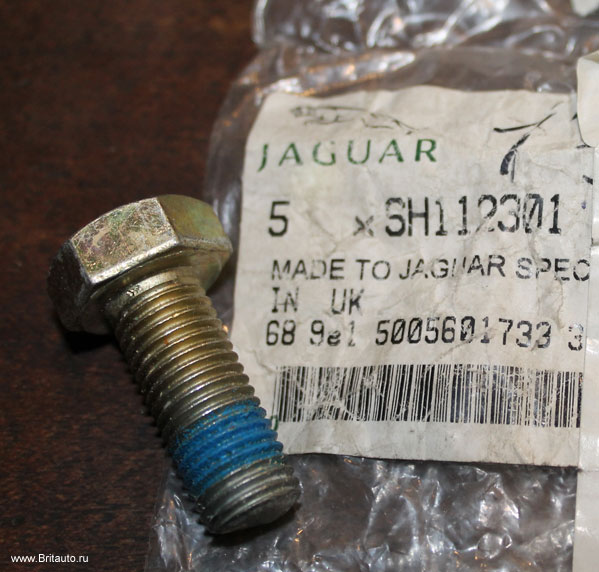 JAGUAR
5 x SH112301
MADE TO JAGUAR SPEC
IN UK
68 9e1 5005601733 3
www.Britauto.ru